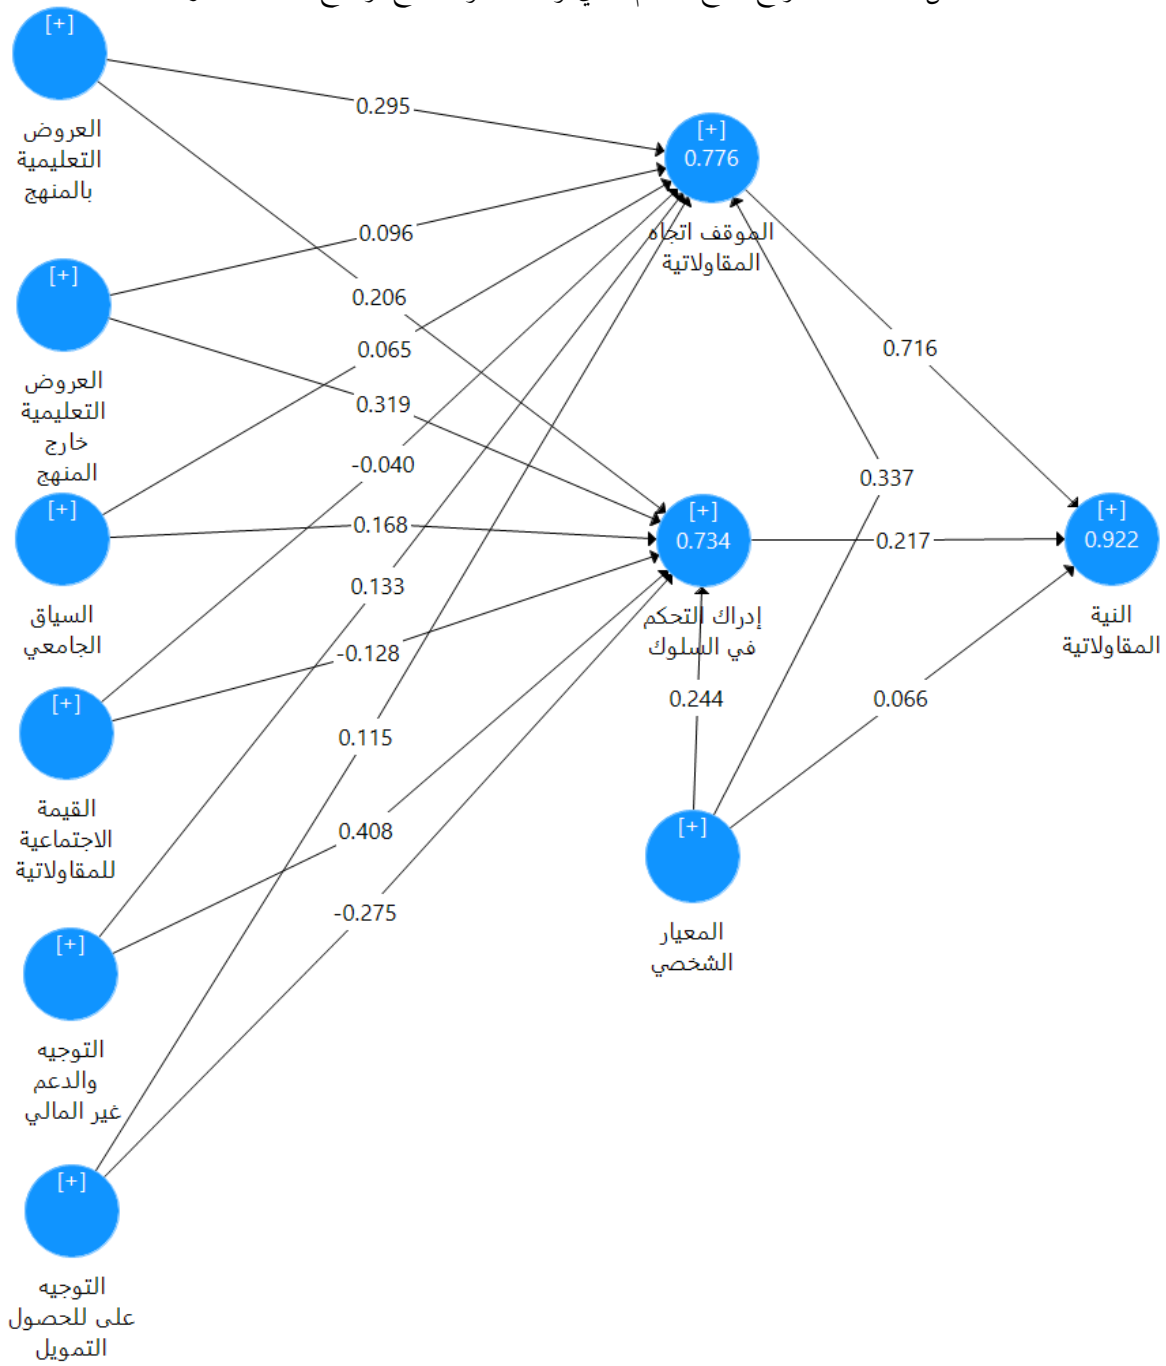 [+]
العروض
التعليمية
بالمنهج
0.295
[+]
0.776
الموقف اتجاه
المقاولاتية
0.096
[+]
العروض
التعليمية
خارج
المنهج
0.206
0.065
0.716
0.319
-0.040
0.337
[+]
السياق
الجامعي
0.168
[+]
0.734
إدراك التحكم
في السلوك
0.217
[+]
0.922
النية
المقاولاتية
0.133
-0.128
0.244
0.066
[+]
القيمة
الاجتماعية
للمقاولاتية
0.115
0.408
[+]
المعيار
الشخصي
-0.275
[+]
التوجيه
والدعم
غير المالي
[+]
التوجيه
على للحصول
التمويل